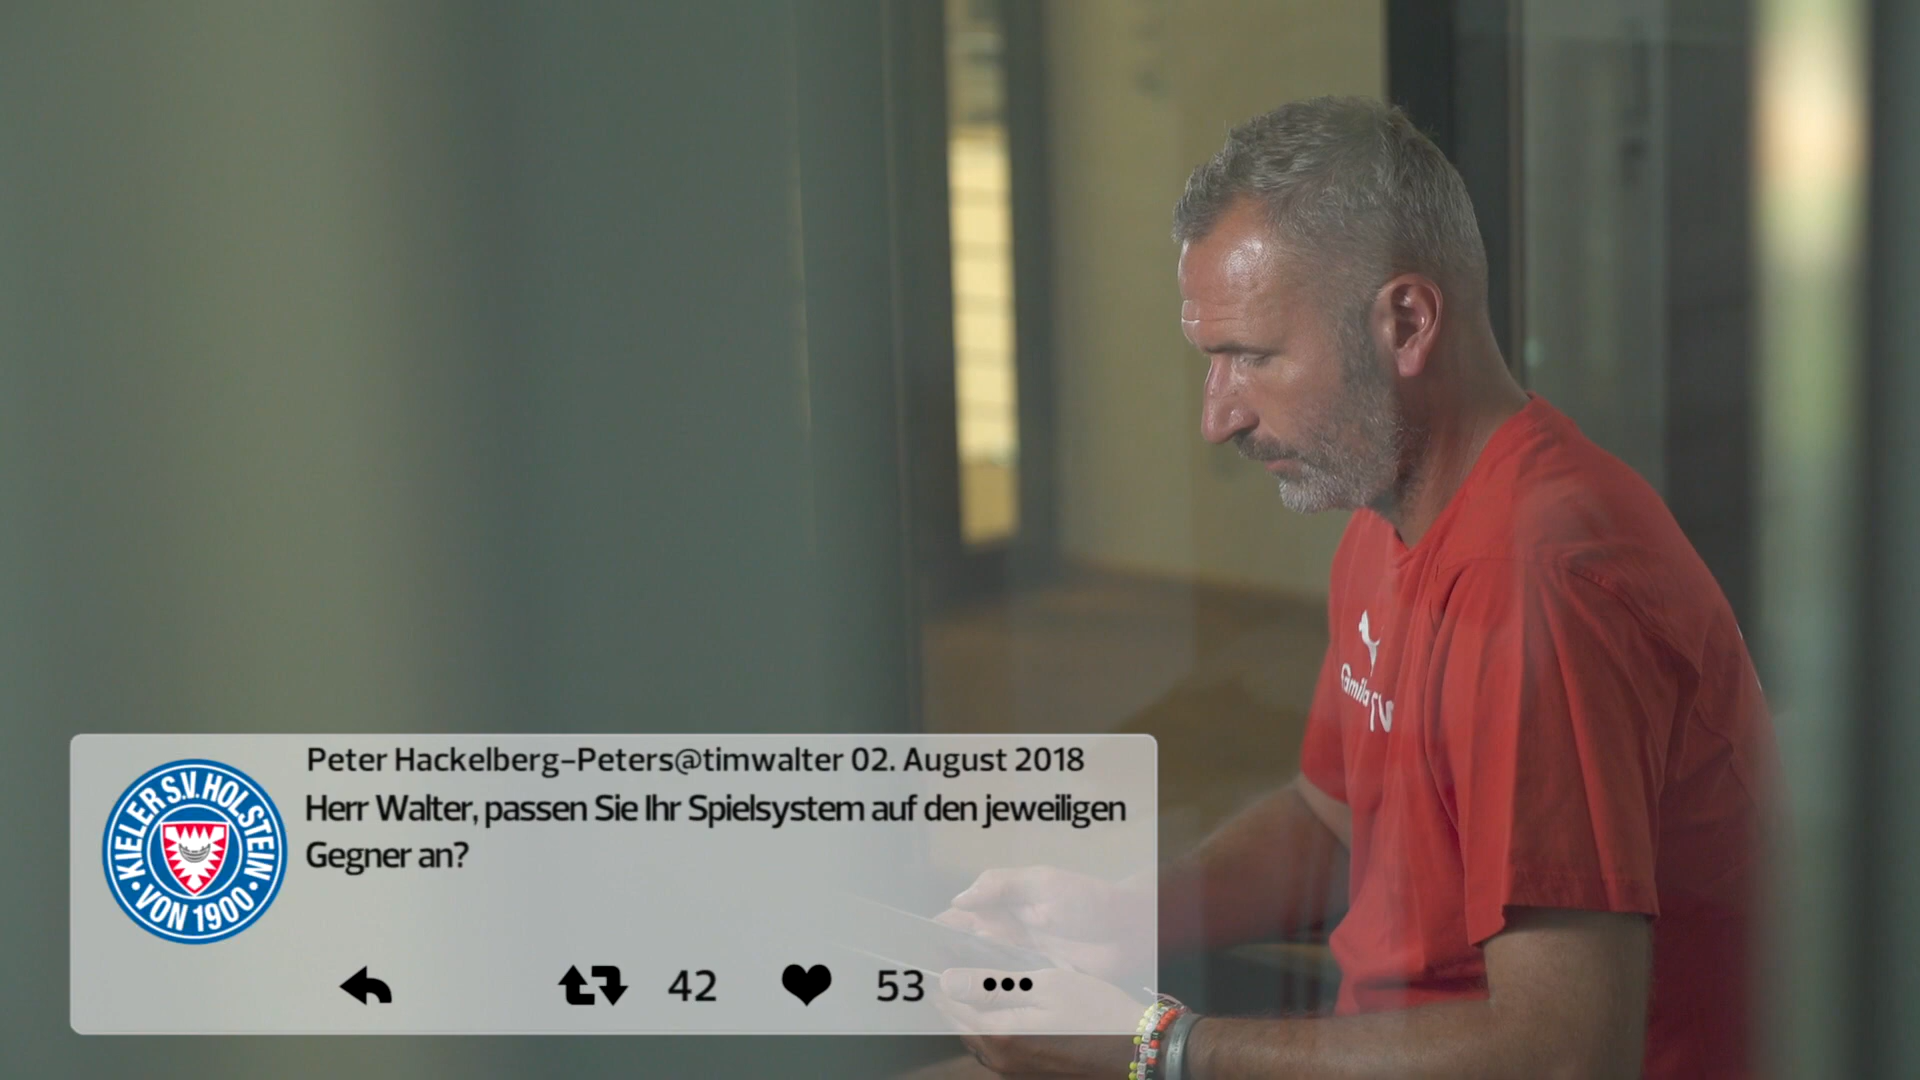 Peter Hackelberg-Peters@timwalter 02. August 2018
Herr Walter, passen Sie Ihr Spielsystem auf den jeweiligen
Gegner an?
KIELER S.V. HOLSTEIN
• VON 1900 •
42 53
famila